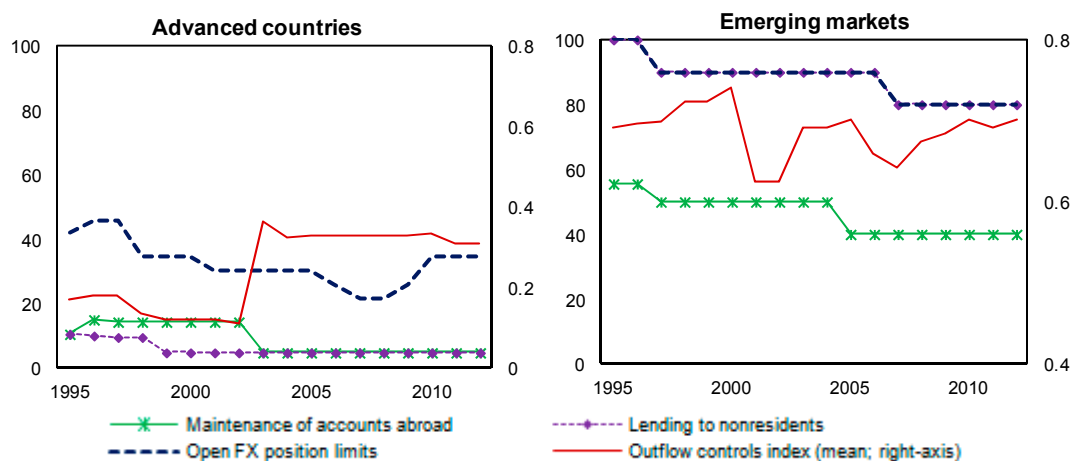 Advanced countries
Emerging markets
100
80
60
40
20
0
0.8
0.6
0.4
0.2
0
1995 2000 2005 2010
100
80
60
40
20
0
0.8
0.6
0.4
1995 2000 2005 2010
Maintenance of accounts abroad
Lending to nonresidents
Open FX position limits
Outflow controls index (mean; right-axis)